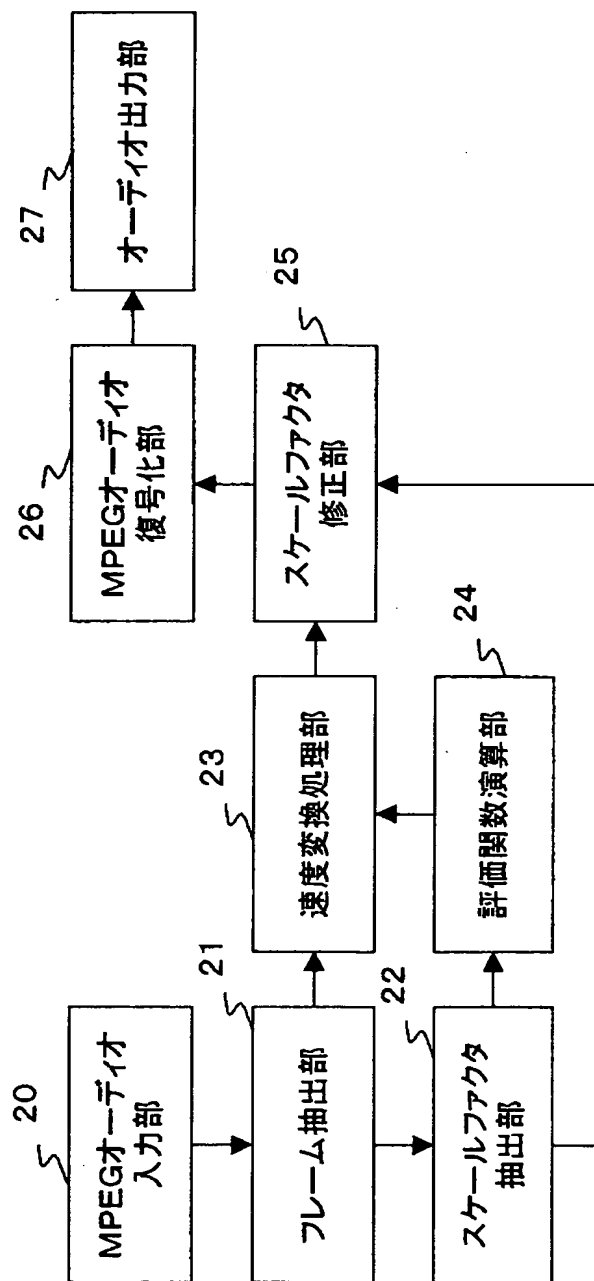 20
MPEGオーディオ
入力部
21
フレーム抽出部
22
スケールファクタ
抽出部
23
速度変換処理部
24
評価関数演算部
25
スケールファクタ
修正部
26
MPEGオーディオ
復号化部
27
オーディオ出力部